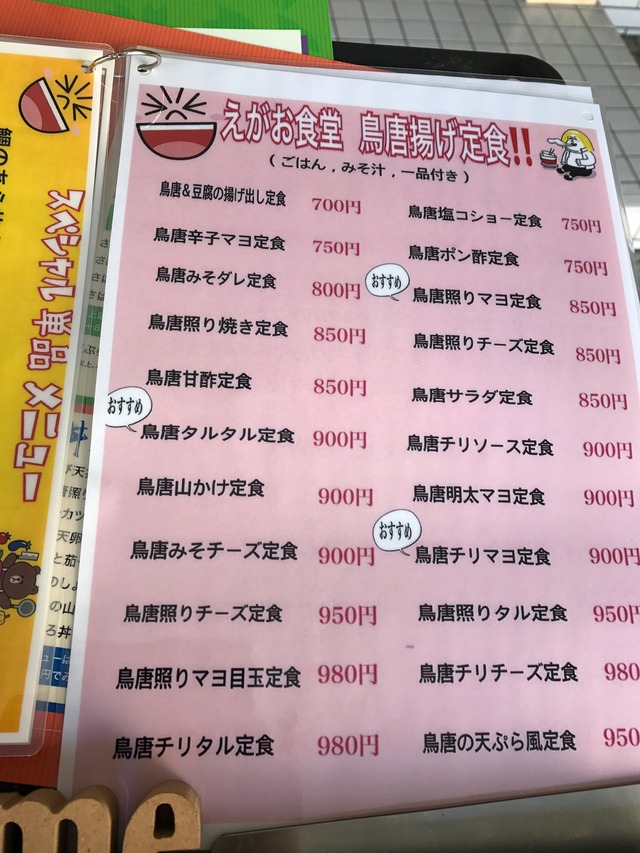 えがお食堂 鳥唐揚げ定食!!
(ごはん,みそ汁,一品付き)
鳥唐&豆腐の揚げ出し定食 700円
鳥唐辛子マヨ定食 750円
鳥唐みそダレ定食 800円
鳥唐照り焼き定食 850円
鳥唐甘酢定食 850円
おすすめ
鳥唐タルタル定食 900円
鳥唐山かけ定食 900円
鳥唐みそチーズ定食 900円
鳥唐照りチーズ定食 950円
鳥唐照りマヨ目玉定食 980円
鳥唐チリタル定食 980円
鳥唐塩コショー定食 750円
鳥唐ポン酢定食 750円
おすすめ
鳥唐照りマヨ定食 850円
鳥唐照りチーズ定食 850円
鳥唐サラダ定食 850円
鳥唐チリソース定食 900円
鳥唐明太マヨ定食 900円
おすすめ
鳥唐チリマヨ定食 900円
鳥唐照りタル定食 950円
鳥唐チリチーズ定食 980
鳥唐の天ぷら風定食 950
スペシャル 単品 メニュー
me